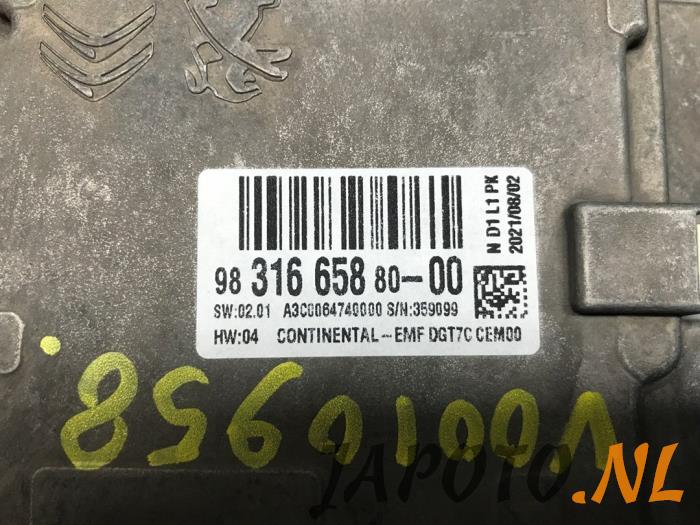 98 316 658 80-00
SW:02.01 A3C0064740000 S/N:359099
HW:04 CONTINENTAL-EMF DGT7C CEM00
N D1 L1 PK
2021/08/02
V0010958
JAPOTO.NL